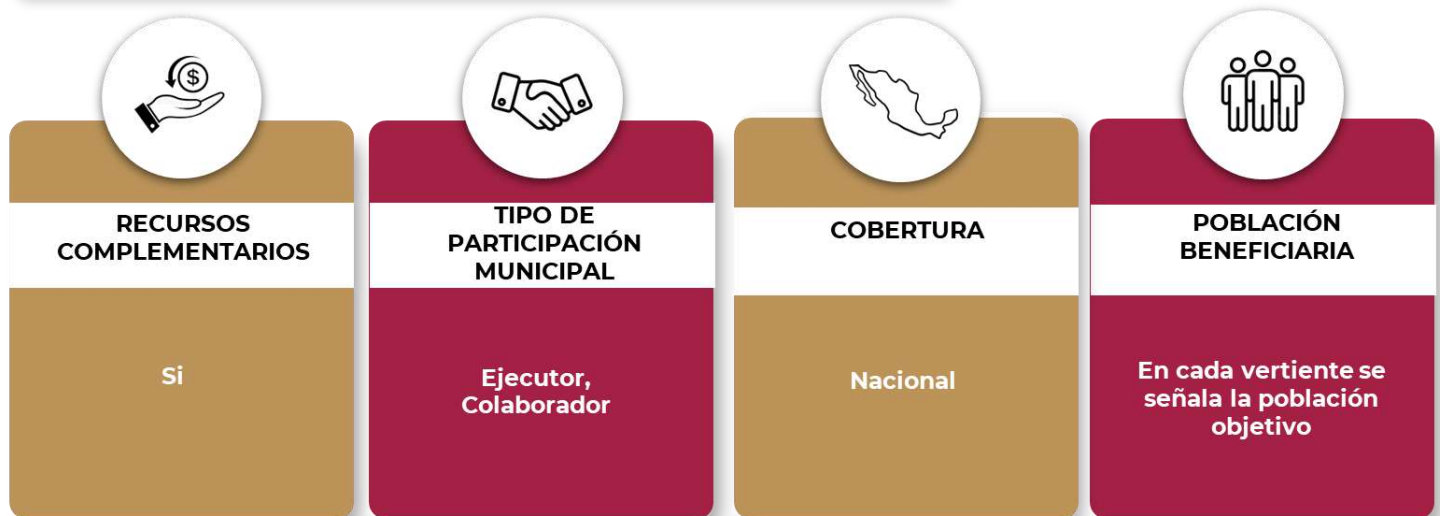 $
RECURSOS
COMPLEMENTARIOS
Si
TIPO DE
PARTICIPACIÓN
MUNICIPAL
Ejecutor,
Colaborador
COBERTURA
Nacional
POBLACIÓN
BENEFICIARIA
En cada vertiente se
señala la población
objetivo